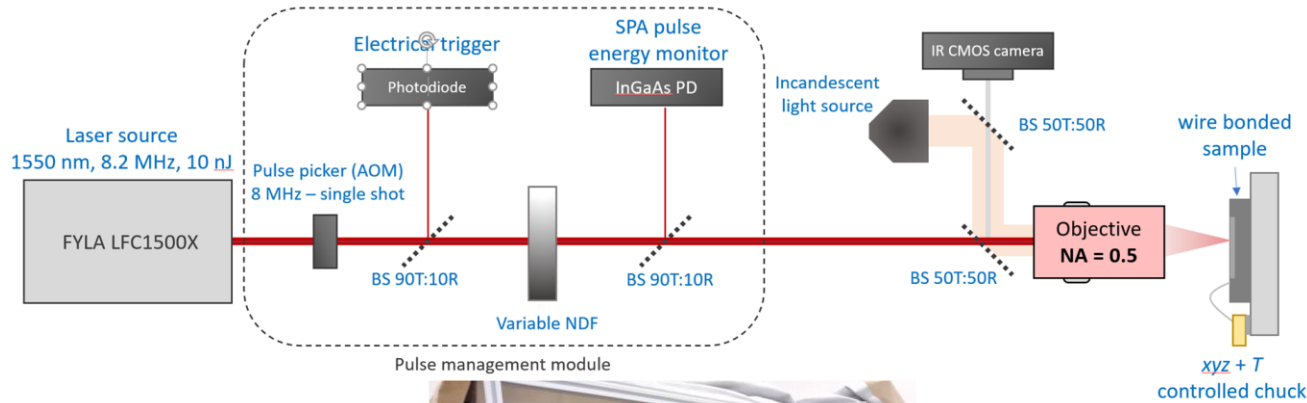 Electrical trigger
Photodiode
SPA pulse
energy monitor
InGaAs PD
IR CMOS camera
Incandescent
light source
BS 50T:50R
wire bonded
sample
Laser source
1550 nm, 8.2 MHz, 10 nJ
FYLA LFC1500X
Pulse picker (AOM)
8 MHz – single shot
BS 90T:10R
Variable NDF
BS 90T:10R
BS 50T:50R
Objective
NA = 0.5
Pulse management module
xyz + T
controlled chuck